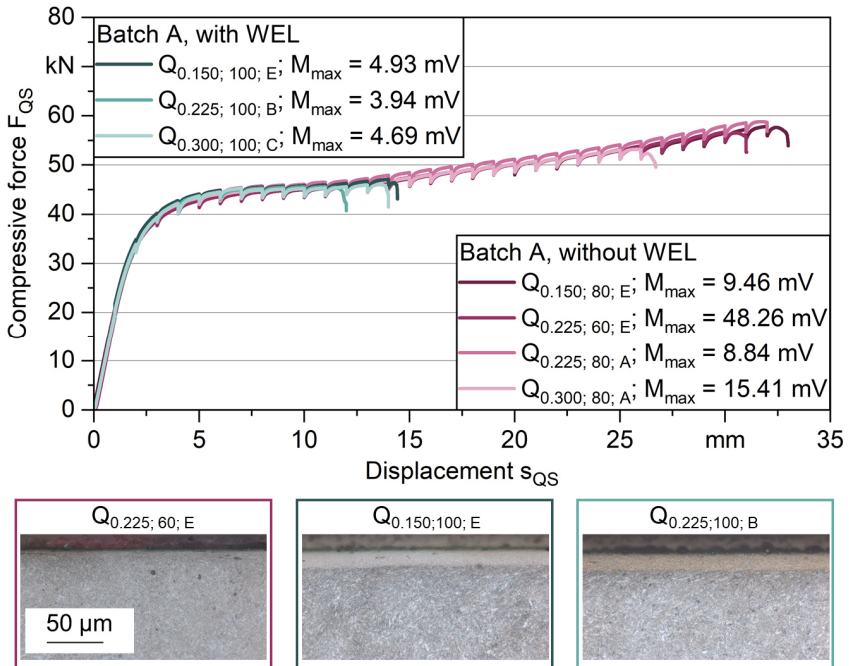 80
kN
60
50
40
30
20
10
0
Compressive force F_QS
Batch A, with WEL
Q_0.150; 100; E; M_max = 4.93 mV
Q_0.225; 100; B; M_max = 3.94 mV
Q_0.300; 100; C; M_max = 4.69 mV
Batch A, without WEL
Q_0.150; 80; E; M_max = 9.46 mV
Q_0.225; 60; E; M_max = 48.26 mV
Q_0.225; 80; A; M_max = 8.84 mV
Q_0.300; 80; A; M_max = 15.41 mV
0 5 10 15 20 25 mm 35
Displacement s_QS
Q_0.225; 60; E
Q_0.150;100; E
Q_0.225;100; B
50 µm